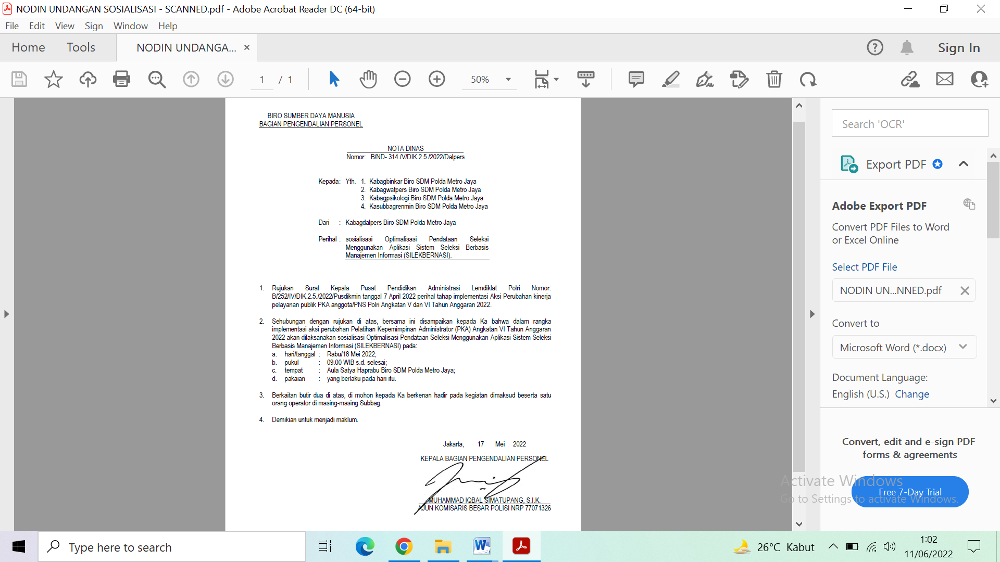 NODIN UNDANGAN SOSIALISASI - SCANNED.pdf - Adobe Acrobat Reader DC (64-bit)
File Edit View Sign Window Help
Home Tools NODIN UNDANGA... Sign In
1 / 1 50%
BIRO SUMBER DAYA MANUSIA
BAGIAN PENGENDALIAN PERSONEL
NOTA DINAS
Nomor: B/ND- 314 /V/DIK.2.5./2022/Dalpers
Kepada: Yth. 1. Kabagbinkar Biro SDM Polda Metro Jaya
2. Kabagwatpers Biro SDM Polda Metro Jaya
3. Kabagpsikologi Biro SDM Polda Metro Jaya
4. Kasubbagrenmin Biro SDM Polda Metro Jaya
Dari : Kabagdalpers Biro SDM Polda Metro Jaya
Perihal : sosialisasi Optimalisasi Pendataan Seleksi
Menggunakan Aplikasi Sistem Seleksi Berbasis
Manajemen Informasi (SILEKBERNASI).
1. Rujukan Surat Kepala Pusat Pendidikan Administrasi Lemdiklat Polri Nomor:
B/252/IV/DIK.2.5./2022/Pusdikmin tanggal 7 April 2022 perihal tahap implementasi Aksi Perubahan kinerja
pelayanan publik PKA anggota/PNS Polri Angkatan V dan VI Tahun Anggaran 2022.
2. Sehubungan dengan rujukan di atas, bersama ini disampaikan kepada Ka bahwa dalam rangka
implementasi aksi perubahan Pelatihan Kepemimpinan Administrator (PKA) Angkatan VI Tahun Anggaran
2022 akan dilaksanakan sosialisasi Optimalisasi Pendataan Seleksi Menggunakan Aplikasi Sistem Seleksi
Berbasis Manajemen Informasi (SILEKBERNASI) pada:
a. hari/tanggal : Rabu/18 Mei 2022;
b. pukul : 09.00 WIB s.d. selesai;
c. tempat : Aula Satya Haprabu Biro SDM Polda Metro Jaya;
d. pakaian : yang berlaku pada hari itu.
3. Berkaitan butir dua di atas, di mohon kepada Ka berkenan hadir pada kegiatan dimaksud beserta satu
orang operator di masing-masing Subbag.
4. Demikian untuk menjadi maklum.
Jakarta, 17 Mei 2022
KEPALA BAGIAN PENGENDALIAN PERSONEL
MUHAMMAD IQBAL SIMATUPANG, S.I.K.
AJUN KOMISARIS BESAR POLISI NRP 77071326
Search 'OCR'
Export PDF
Adobe Export PDF
Convert PDF Files to Word
or Excel Online
Select PDF File
NODIN UN...NNED.pdf
Convert to
Microsoft Word (*.docx)
Document Language:
English (U.S.) Change
Convert, edit and e-sign PDF
forms & agreements
Free 7-Day Trial
Activate Windows
Go to Settings to activate Windows.
Type here to search
26°C Kabut
1:02
11/06/2022